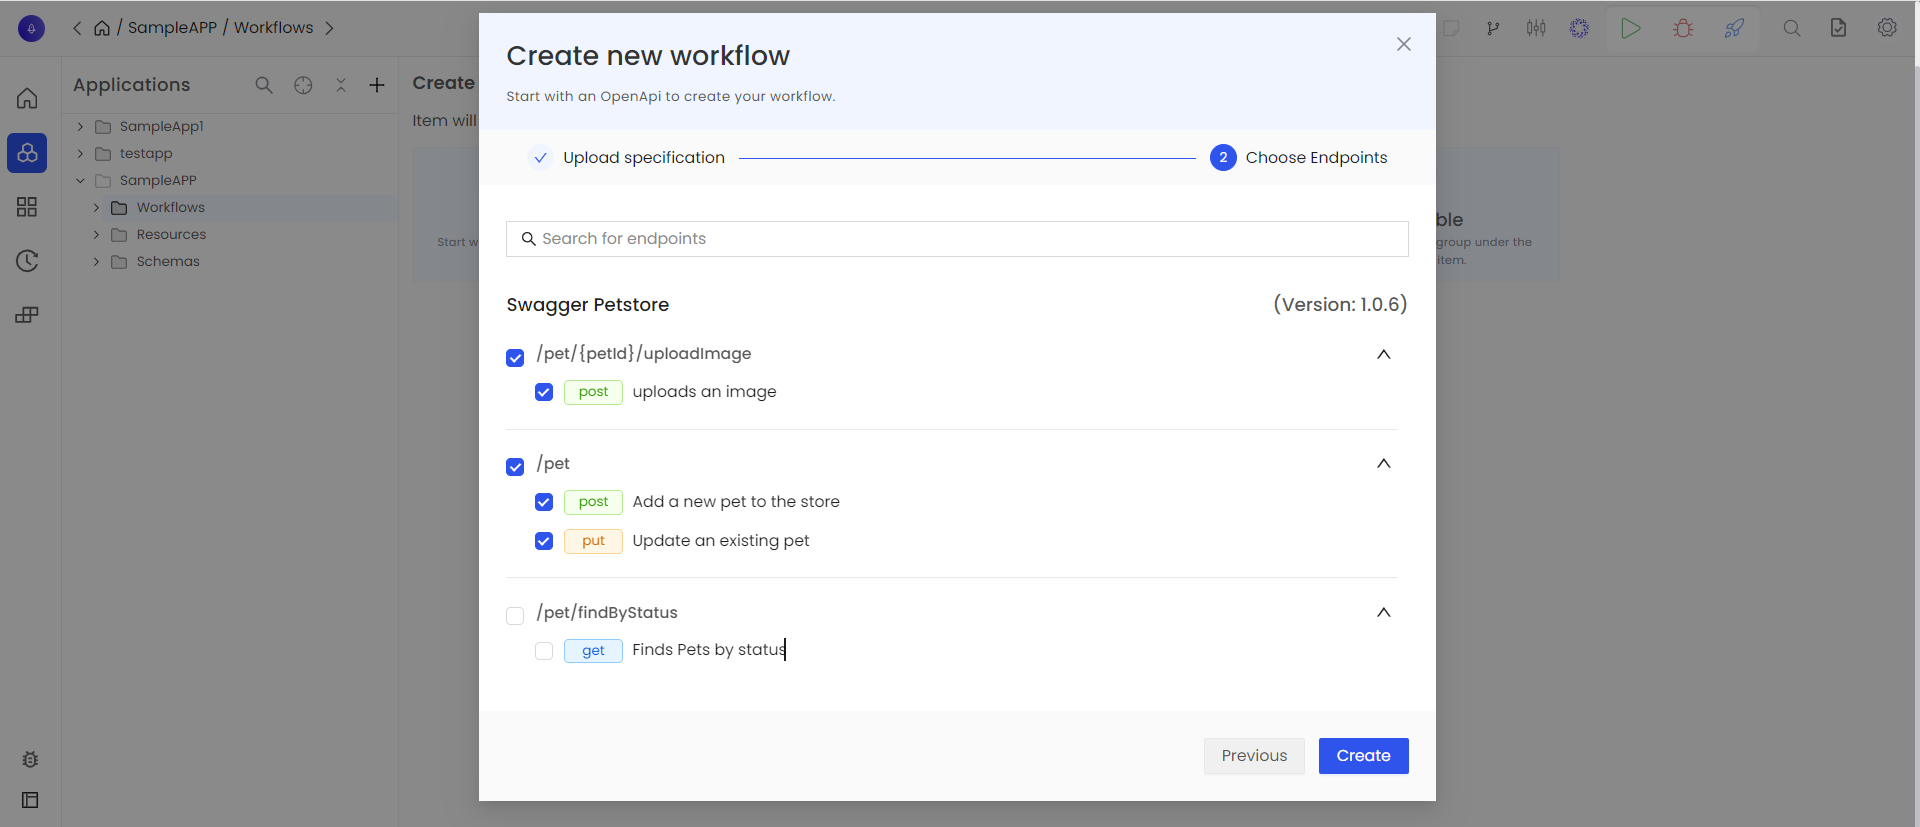 / SampleAPP / Workflows
Applications
SampleApp1
testapp
SampleAPP
Workflows
Resources
Schemas
Create
Item will
Start w
ble
group under the
item.
Create new workflow
Start with an OpenApi to create your workflow.
Upload specification
2 Choose Endpoints
Search for endpoints
Swagger Petstore (Version: 1.0.6)
/pet/{petId}/uploadImage
post uploads an image
/pet
post Add a new pet to the store
put Update an existing pet
/pet/findByStatus
get Finds Pets by status
Previous Create